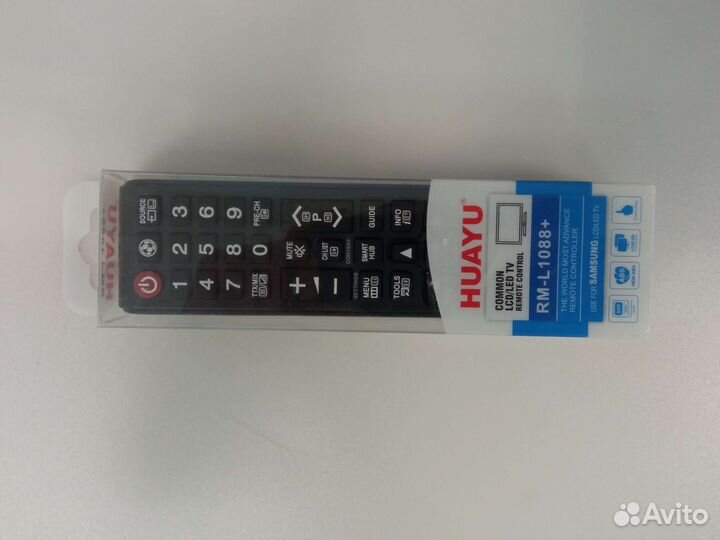 SOURCE
1 2 3
4 5 6
7 8 9
TTX/MIX 0 PRE-CH
MUTE
+ P
− CH LIST
CONTENT
SETTINGS
MENU SMART HUB GUIDE
TOOLS INFO
HUAYU
HUAYU
COMMON
LCD/LED TV
REMOTE CONTROL
RM-L1088+
THE WORLD MOST ADVANCE
REMOTE CONTROLLER
USE FOR SAMSUNG LCD/LED TV
ABS
Avito